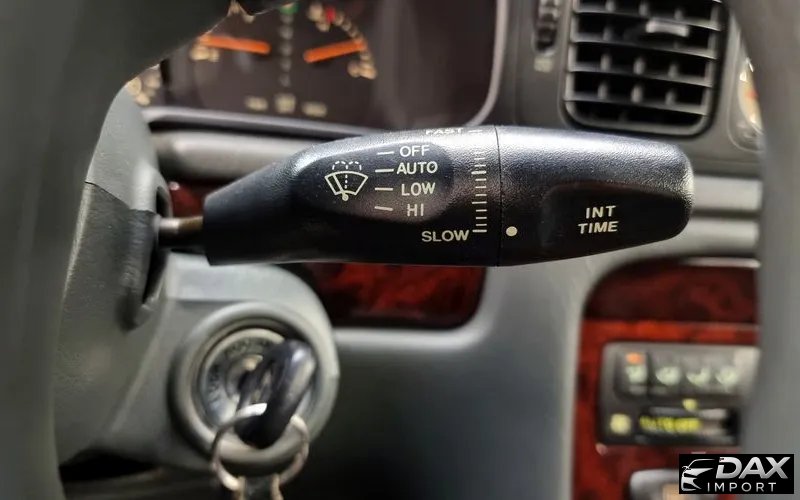 FAST
OFF
AUTO
LOW
HI
SLOW
INT
TIME
DAX
IMPORT